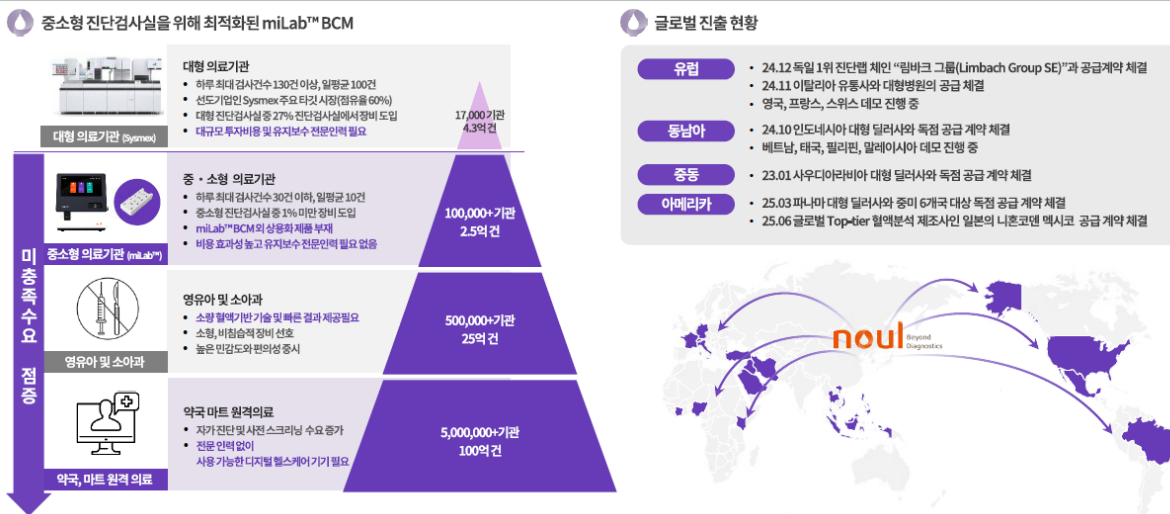 중소형 진단검사실을 위해 최적화된 miLab™ BCM
대형 의료기관 (Sysmex)
대형 의료기관
• 하루 최대 검사건수 130건 이상, 일평균 100건
• 선도기업인 Sysmex 주요 타깃 시장(점유율 60%)
• 대형 진단검사실 중 27% 진단검사실에서 장비 도입
• 대규모 투자비용 및 유지보수 전문인력 필요
17,000 기관
4.3억 건
미충족수요 점증
중소형 의료기관 (miLab™)
중・소형 의료기관
• 하루 최대 검사건수 30건 이하, 일평균 10건
• 중소형 진단검사실 중 1% 미만 장비 도입
• miLab™ BCM 외 상용화 제품 부재
• 비용 효과성 높고 유지보수 전문인력 필요 없음
100,000+기관
2.5억 건
영유아 및 소아과
영유아 및 소아과
• 소량 혈액기반 기술 및 빠른 결과 제공필요
• 소형, 비침습적 장비 선호
• 높은 민감도와 편의성 중시
500,000+기관
25억 건
약국, 마트 원격 의료
약국 마트 원격의료
• 자가 진단 및 사전 스크리닝 수요 증가
• 전문 인력 없이
사용 가능한 디지털 헬스케어 기기 필요
5,000,000+기관
100억 건
글로벌 진출 현황
유럽
• 24.12 독일 1위 진단랩 체인 “림바크 그룹(Limbach Group SE)”과 공급계약 체결
• 24.11 이탈리아 유통사와 대형병원의 공급 체결
• 영국, 프랑스, 스위스 데모 진행 중
동남아
• 24.10 인도네시아 대형 딜러사와 독점 공급 계약 체결
• 베트남, 태국, 필리핀, 말레이시아 데모 진행 중
중동
• 23.01 사우디아라비아 대형 딜러사와 독점 공급 계약 체결
아메리카
• 25.03 파나마 대형 딜러사와 중미 6개국 대상 독점 공급 계약 체결
• 25.06 글로벌 Top-tier 혈액분석 제조사인 일본의 니혼코덴 멕시코 공급 계약 체결
noul
Beyond
Diagnostics